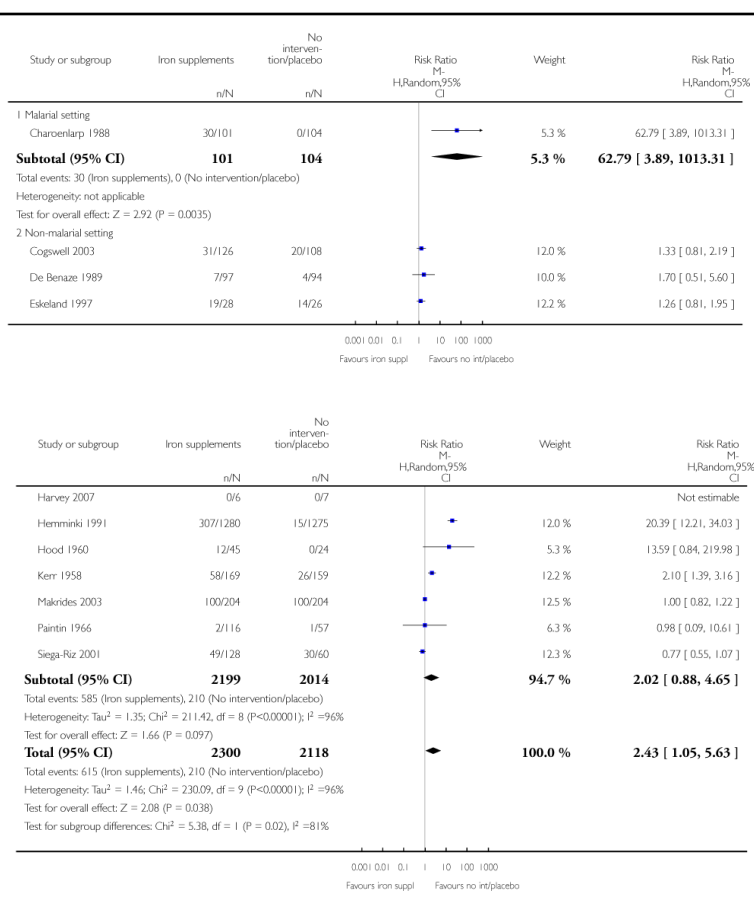 No
interven-
Study or subgroup Iron supplements tion/placebo Risk Ratio Weight Risk Ratio
M- M-
H,Random,95% H,Random,95%
n/N n/N CI CI
1 Malarial setting
Charoenlarp 1988 30/101 0/104 5.3 % 62.79 [ 3.89, 1013.31 ]
Subtotal (95% CI) 101 104 5.3 % 62.79 [ 3.89, 1013.31 ]
Total events: 30 (Iron supplements), 0 (No intervention/placebo)
Heterogeneity: not applicable
Test for overall effect: Z = 2.92 (P = 0.0035)
2 Non-malarial setting
Cogswell 2003 31/126 20/108 12.0 % 1.33 [ 0.81, 2.19 ]
De Benaze 1989 7/97 4/94 10.0 % 1.70 [ 0.51, 5.60 ]
Eskeland 1997 19/28 14/26 12.2 % 1.26 [ 0.81, 1.95 ]
0.001 0.01 0.1 1 10 100 1000
Favours iron suppl Favours no int/placebo
No
interven-
Study or subgroup Iron supplements tion/placebo Risk Ratio Weight Risk Ratio
M- M-
H,Random,95% H,Random,95%
n/N n/N CI CI
Harvey 2007 0/6 0/7 Not estimable
Hemminki 1991 307/1280 15/1275 12.0 % 20.39 [ 12.21, 34.03 ]
Hood 1960 12/45 0/24 5.3 % 13.59 [ 0.84, 219.98 ]
Kerr 1958 58/169 26/159 12.2 % 2.10 [ 1.39, 3.16 ]
Makrides 2003 100/204 100/204 12.5 % 1.00 [ 0.82, 1.22 ]
Paintin 1966 2/116 1/57 6.3 % 0.98 [ 0.09, 10.61 ]
Siega-Riz 2001 49/128 30/60 12.3 % 0.77 [ 0.55, 1.07 ]
Subtotal (95% CI) 2199 2014 94.7 % 2.02 [ 0.88, 4.65 ]
Total events: 585 (Iron supplements), 210 (No intervention/placebo)
Heterogeneity: Tau² = 1.35; Chi² = 211.42, df = 8 (P<0.00001); I² =96%
Test for overall effect: Z = 1.66 (P = 0.097)
Total (95% CI) 2300 2118 100.0 % 2.43 [ 1.05, 5.63 ]
Total events: 615 (Iron supplements), 210 (No intervention/placebo)
Heterogeneity: Tau² = 1.46; Chi² = 230.09, df = 9 (P<0.00001); I² =96%
Test for overall effect: Z = 2.08 (P = 0.038)
Test for subgroup differences: Chi² = 5.38, df = 1 (P = 0.02), I² =81%
0.001 0.01 0.1 1 10 100 1000
Favours iron suppl Favours no int/placebo